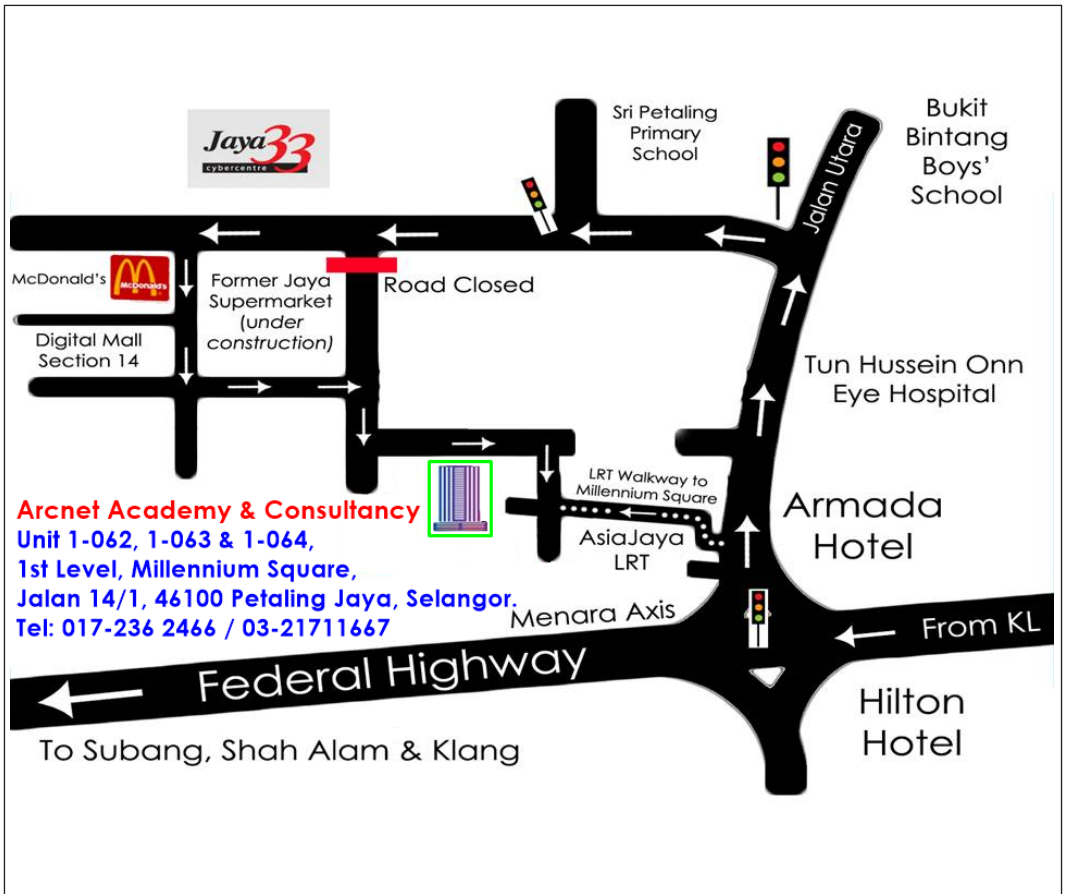 Jaya33
cybercentre
Sri Petaling
Primary
School
Jalan Utara
Bukit
Bintang
Boys'
School
McDonald's
McDonald's
Former Jaya
Supermarket
(under
construction)
Road Closed
Digital Mall
Section 14
Tun Hussein Onn
Eye Hospital
LRT Walkway to
Millennium Square
AsiaJaya
LRT
Armada
Hotel
Arcnet Academy & Consultancy
Unit 1-062, 1-063 & 1-064,
1st Level, Millennium Square,
Jalan 14/1, 46100 Petaling Jaya, Selangor.
Tel: 017-236 2466 / 03-21711667
Menara Axis
From KL
Federal Highway
Hilton
Hotel
To Subang, Shah Alam & Klang